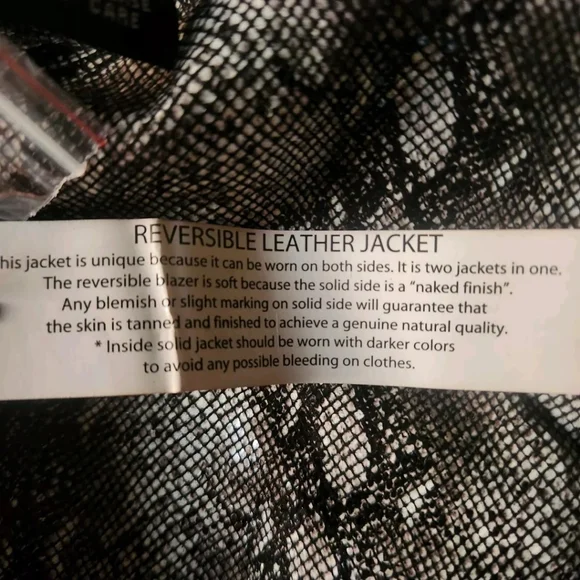 CARE
REVERSIBLE LEATHER JACKET
his jacket is unique because it can be worn on both sides. It is two jackets in one.
The reversible blazer is soft because the solid side is a "naked finish".
Any blemish or slight marking on solid side will guarantee that
the skin is tanned and finished to achieve a genuine natural quality.
* Inside solid jacket should be worn with darker colors
to avoid any possible bleeding on clothes.